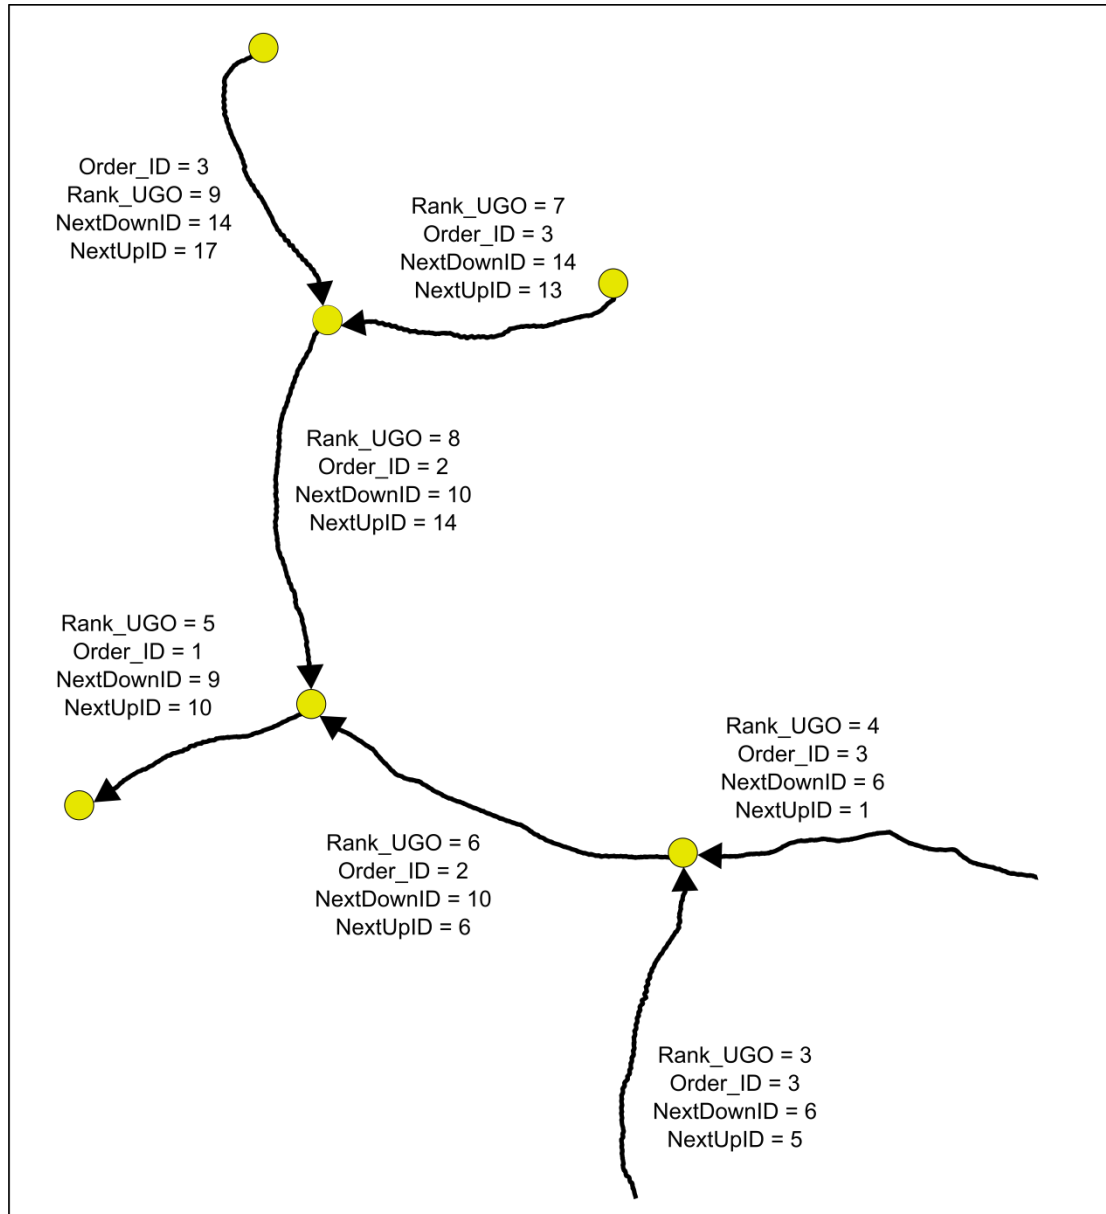 Order_ID = 3
Rank_UGO = 9
NextDownID = 14
NextUpID = 17
Rank_UGO = 7
Order_ID = 3
NextDownID = 14
NextUpID = 13
Rank_UGO = 8
Order_ID = 2
NextDownID = 10
NextUpID = 14
Rank_UGO = 5
Order_ID = 1
NextDownID = 9
NextUpID = 10
Rank_UGO = 4
Order_ID = 3
NextDownID = 6
NextUpID = 1
Rank_UGO = 6
Order_ID = 2
NextDownID = 10
NextUpID = 6
Rank_UGO = 3
Order_ID = 3
NextDownID = 6
NextUpID = 5